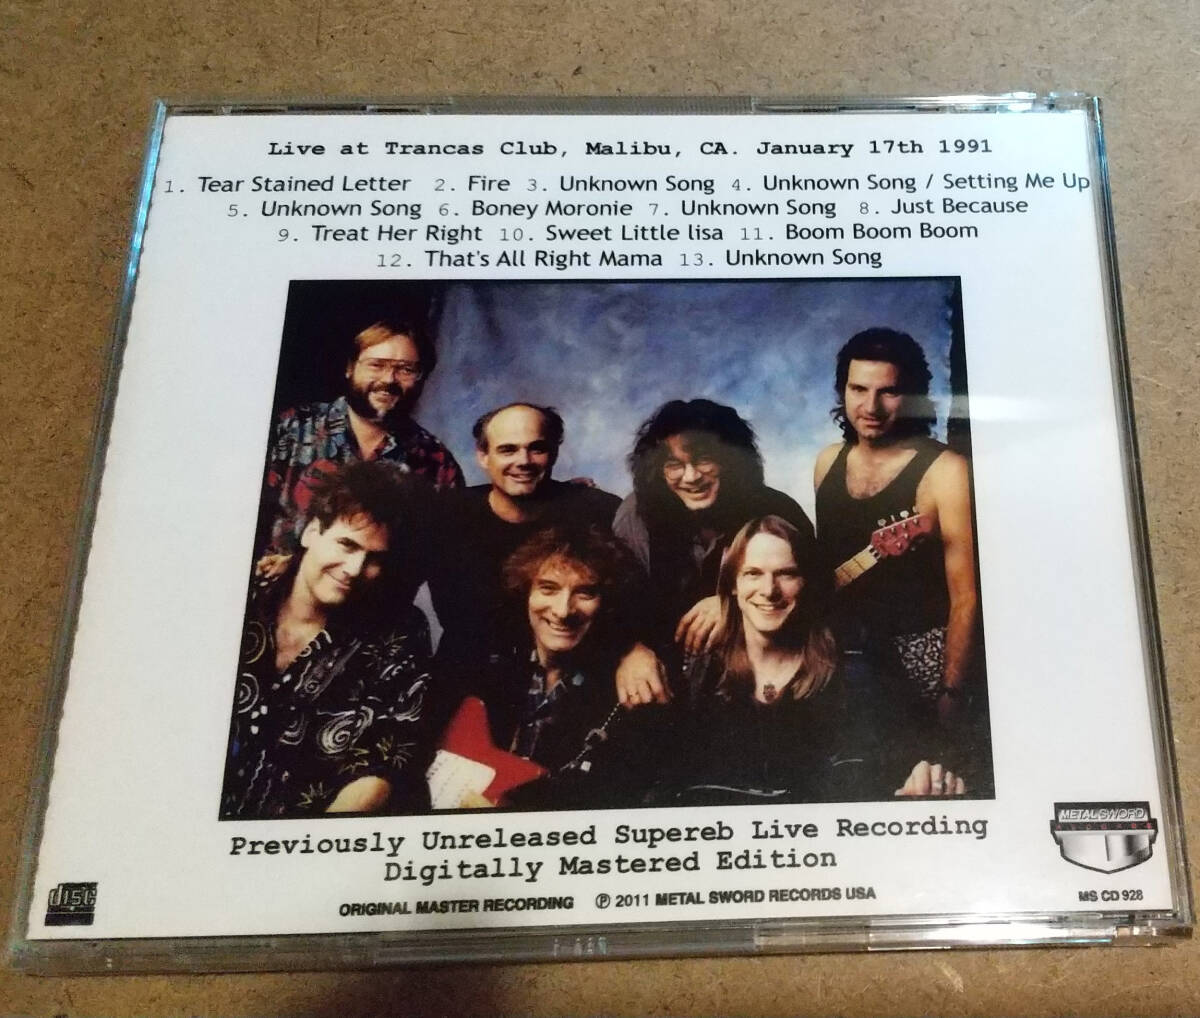 Live at Trancas Club, Malibu, CA. January 17th 1991
1. Tear Stained Letter 2. Fire 3. Unknown Song 4. Unknown Song / Setting Me Up
5. Unknown Song 6. Boney Moronie 7. Unknown Song 8. Just Because
9. Treat Her Right 10. Sweet Little lisa 11. Boom Boom Boom
12. That's All Right Mama 13. Unknown Song
Previously Unreleased Supereb Live Recording
Digitally Mastered Edition
METAL SWORD
RECORDS
disc
ORIGINAL MASTER RECORDING ℗ 2011 METAL SWORD RECORDS USA
MS CD 928